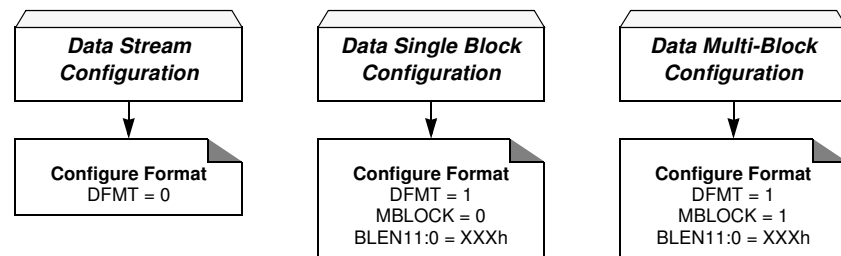 Data Stream
Configuration
Configure Format
DFMT = 0
Data Single Block
Configuration
Configure Format
DFMT = 1
MBLOCK = 0
BLEN11:0 = XXXh
Data Multi-Block
Configuration
Configure Format
DFMT = 1
MBLOCK = 1
BLEN11:0 = XXXh